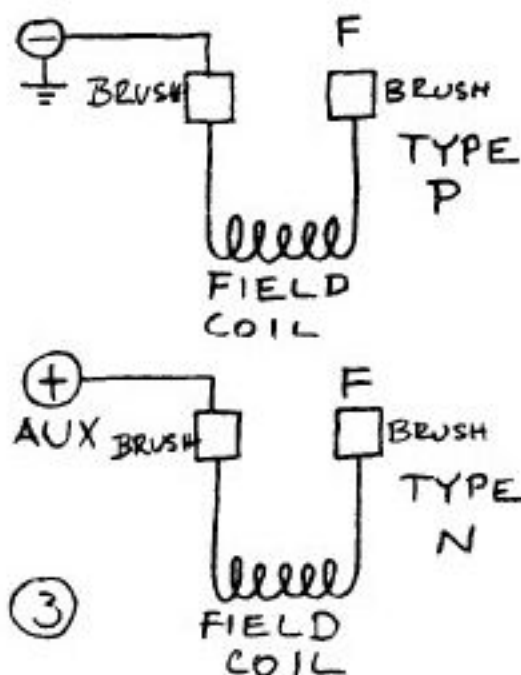 −
F
BRUSH
BRUSH
TYPE
P
FIELD
COIL
+
F
AUX
BRUSH
BRUSH
TYPE
N
3
FIELD
COIL